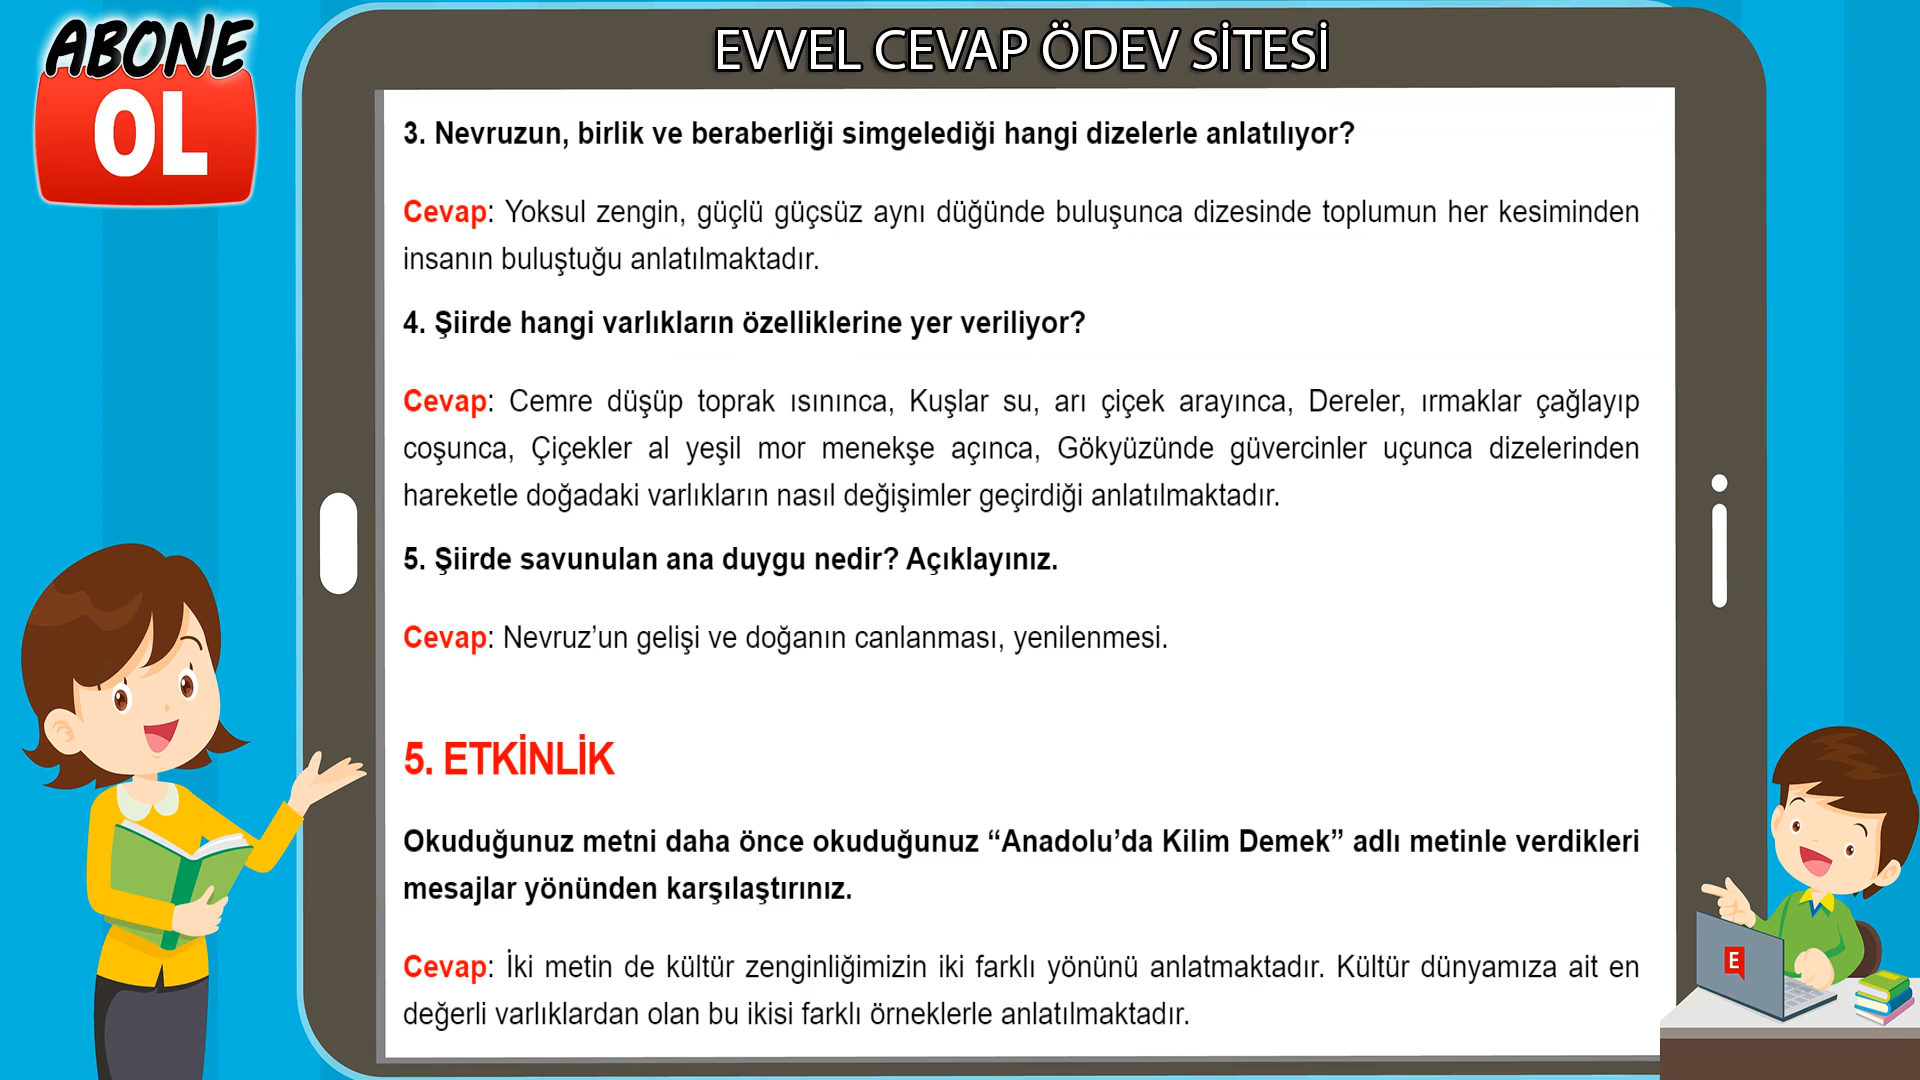 ABONE
OL
EVVEL CEVAP ÖDEV SİTESİ
3. Nevruzun, birlik ve beraberliği simgelediği hangi dizelerle anlatılıyor?
Cevap: Yoksul zengin, güçlü güçsüz aynı düğünde buluşunca dizesinde toplumun her kesiminden
insanın buluştuğu anlatılmaktadır.
4. Şiirde hangi varlıkların özelliklerine yer veriliyor?
Cevap: Cemre düşüp toprak ısınınca, Kuşlar su, arı çiçek arayınca, Dereler, ırmaklar çağlayıp
coşunca, Çiçekler al yeşil mor menekşe açınca, Gökyüzünde güvercinler uçunca dizelerinden
hareketle doğadaki varlıkların nasıl değişimler geçirdiği anlatılmaktadır.
5. Şiirde savunulan ana duygu nedir? Açıklayınız.
Cevap: Nevruz’un gelişi ve doğanın canlanması, yenilenmesi.
5. ETKİNLİK
Okuduğunuz metni daha önce okuduğunuz “Anadolu’da Kilim Demek” adlı metinle verdikleri
mesajlar yönünden karşılaştırınız.
Cevap: İki metin de kültür zenginliğimizin iki farklı yönünü anlatmaktadır. Kültür dünyamıza ait en
değerli varlıklardan olan bu ikisi farklı örneklerle anlatılmaktadır.
E